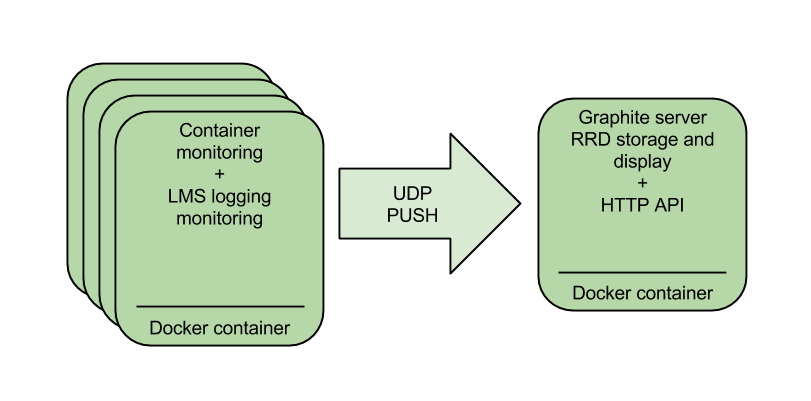 Container
monitoring
+
LMS logging
monitoring
Docker container
UDP
PUSH
Graphite server
RRD storage and
display
+
HTTP API
Docker container